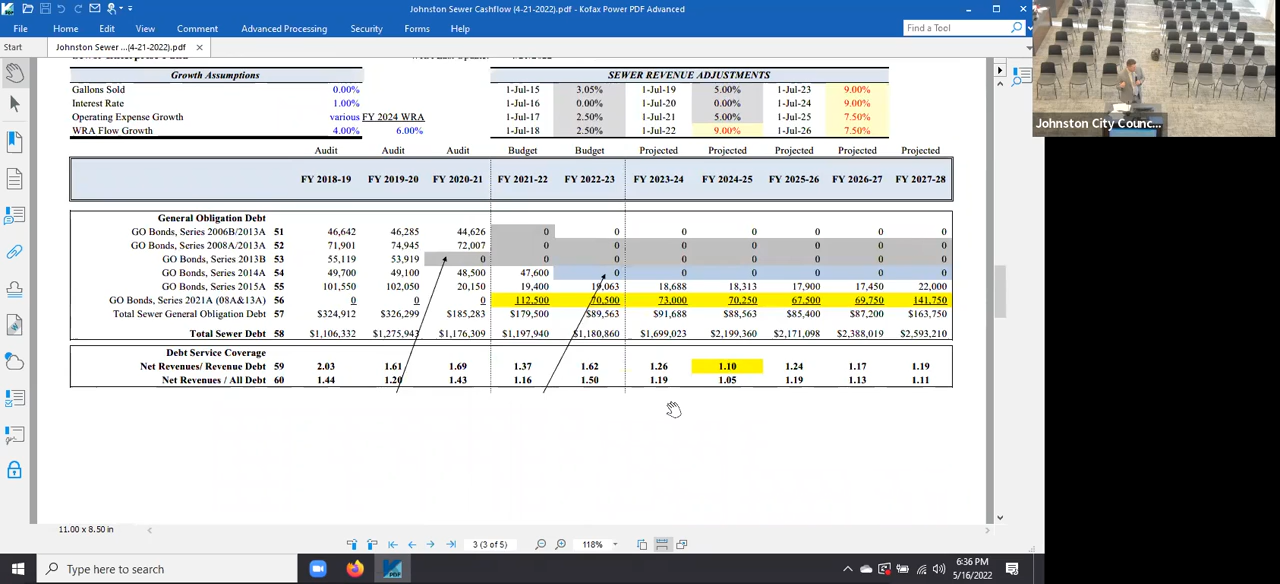 Johnston Sewer Cashflow (4-21-2022).pdf - Kofax Power PDF Advanced
File Home Edit View Comment Advanced Processing Security Forms Help
Find a Tool
Start Johnston Sewer ...(4-21-2022).pdf
Growth Assumptions SEWER REVENUE ADJUSTMENTS
Gallons Sold 0.00% 1-Jul-15 3.05% 1-Jul-19 5.00% 1-Jul-23 9.00%
Interest Rate 1.00% 1-Jul-16 0.00% 1-Jul-20 0.00% 1-Jul-24 9.00%
Operating Expense Growth various FY 2024 WRA 1-Jul-17 2.50% 1-Jul-21 5.00% 1-Jul-25 7.50%
WRA Flow Growth 4.00% 6.00% 1-Jul-18 2.50% 1-Jul-22 9.00% 1-Jul-26 7.50%
Audit Audit Audit Budget Budget Projected Projected Projected Projected Projected
FY 2018-19 FY 2019-20 FY 2020-21 FY 2021-22 FY 2022-23 FY 2023-24 FY 2024-25 FY 2025-26 FY 2026-27 FY 2027-28
General Obligation Debt
GO Bonds, Series 2006B/2013A 51 46,642 46,285 44,626 0 0 0 0 0 0 0
GO Bonds, Series 2008A/2013A 52 71,901 74,945 72,007 0 0 0 0 0 0 0
GO Bonds, Series 2013B 53 55,119 53,919 0 0 0 0 0 0 0 0
GO Bonds, Series 2014A 54 49,700 49,100 48,500 47,600 0 0 0 0 0 0
GO Bonds, Series 2015A 55 101,550 102,050 20,150 19,400 19,063 18,688 18,313 17,900 17,450 22,000
GO Bonds, Series 2021A (08A&13A) 56 0 0 0 112,500 70,500 73,000 70,250 67,500 69,750 141,750
Total Sewer General Obligation Debt 57 $324,912 $326,299 $185,283 $179,500 $89,563 $91,688 $88,563 $85,400 $87,200 $163,750
Total Sewer Debt 58 $1,106,332 $1,275,943 $1,176,309 $1,197,940 $1,180,860 $1,699,023 $2,199,360 $2,171,098 $2,388,019 $2,593,210
Debt Service Coverage
Net Revenues/ Revenue Debt 59 2.03 1.61 1.69 1.37 1.62 1.26 1.10 1.24 1.17 1.19
Net Revenues / All Debt 60 1.44 1.20 1.43 1.16 1.50 1.19 1.05 1.19 1.13 1.11
11.00 x 8.50 in
3 (3 of 5) 118%
Type here to search
6:36 PM
5/16/2022
Johnston City Counc...